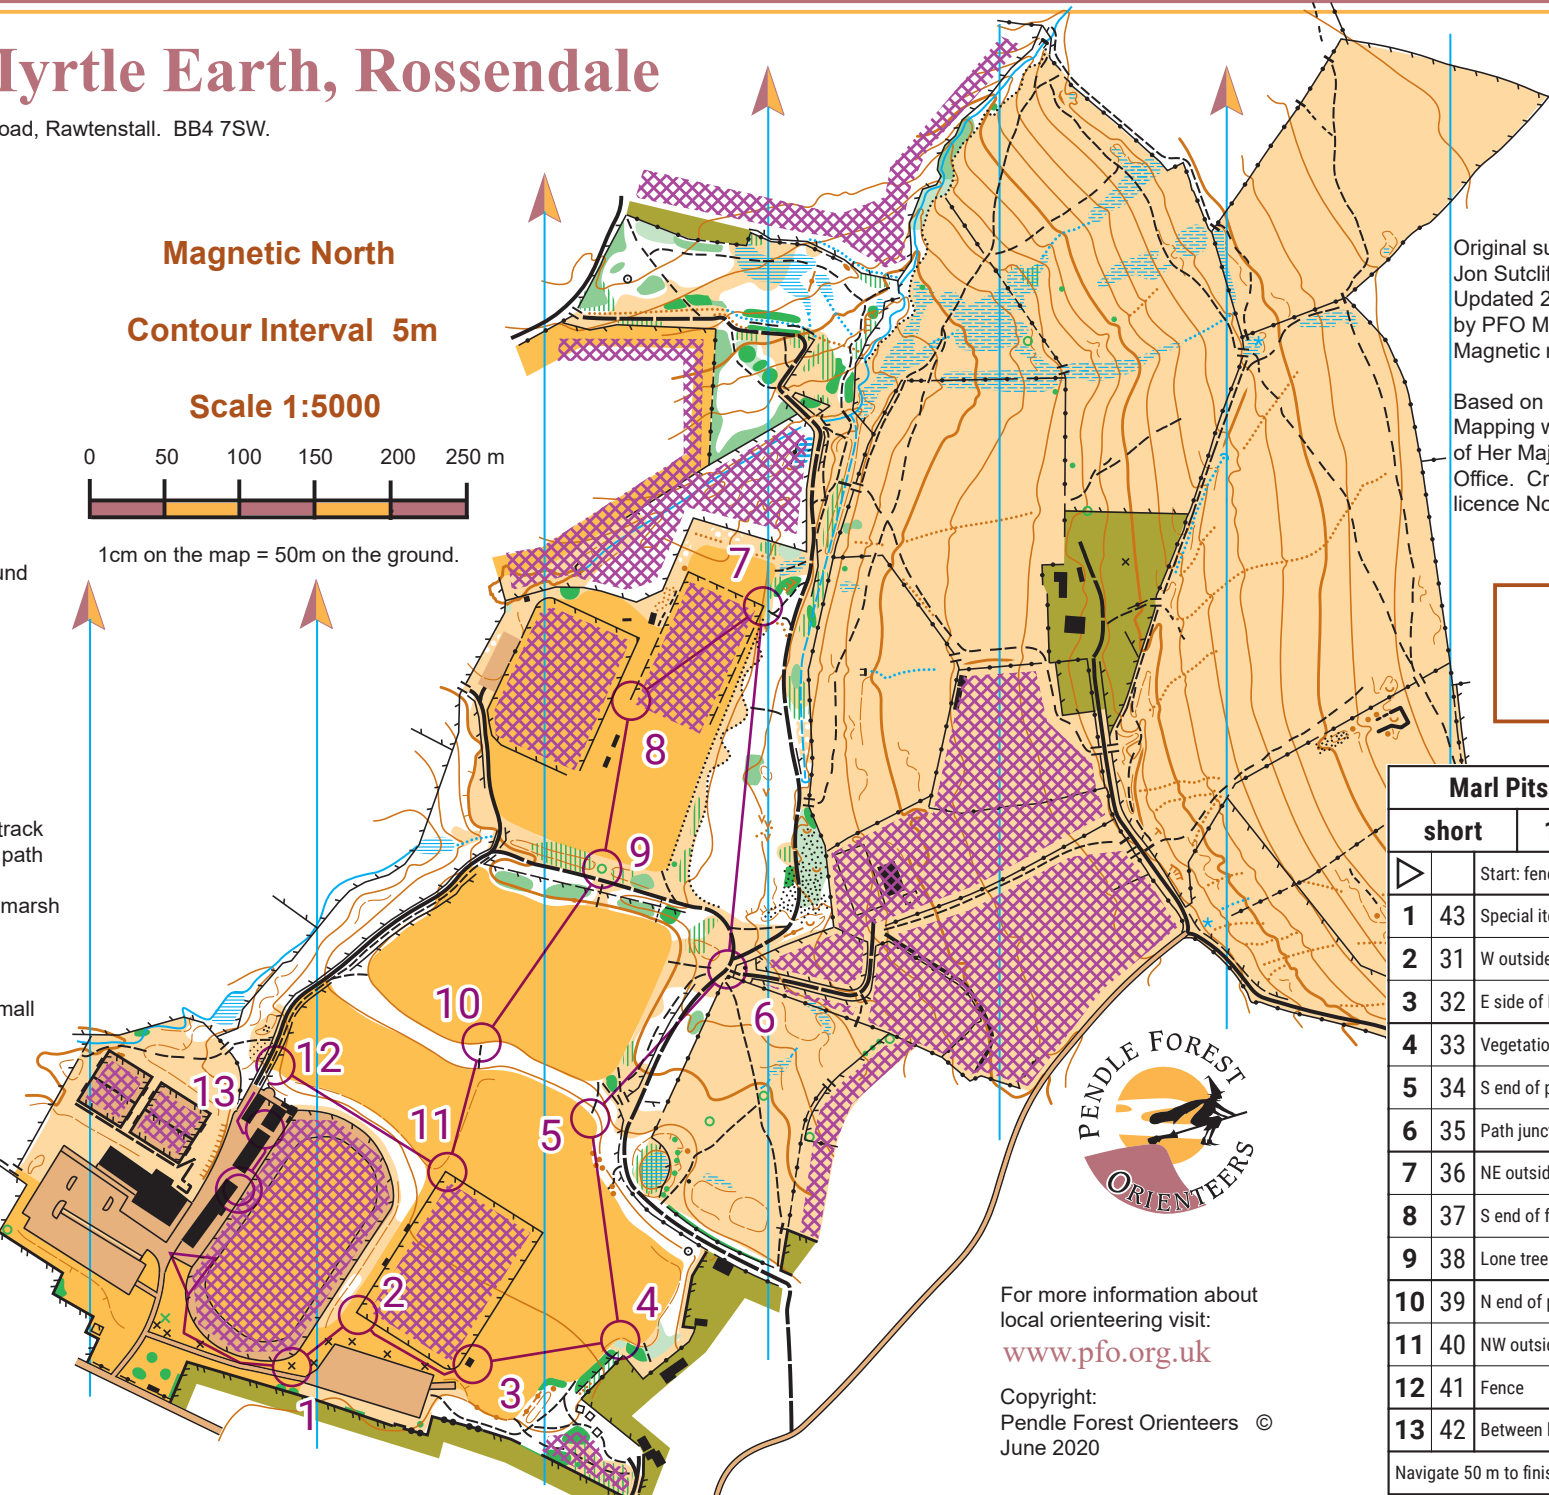 Myrtle Earth, Rossendale
oad, Rawtenstall. BB4 7SW.
Magnetic North
Contour Interval 5m
Scale 1:5000
0 50 100 150 200 250 m
1cm on the map = 50m on the ground.
und
track
path
marsh
mall
Original su
Jon Sutclif
Updated 2
by PFO M
Magnetic
Based on
Mapping w
of Her Maj
Office. Cr
licence No
7
8
9
10
6
12
13
11
5
2
4
3
1
PENDLE FOREST
ORIENTEERS
For more information about
local orienteering visit:
www.pfo.org.uk
Copyright:
Pendle Forest Orienteers ©
June 2020
Marl Pits
short 1
Start: fenc
1 43 Special ite
2 31 W outside
3 32 E side of
4 33 Vegetatio
5 34 S end of p
6 35 Path junc
7 36 NE outsid
8 37 S end of f
9 38 Lone tree
10 39 N end of p
11 40 NW outsi
12 41 Fence
13 42 Between
Navigate 50 m to finis